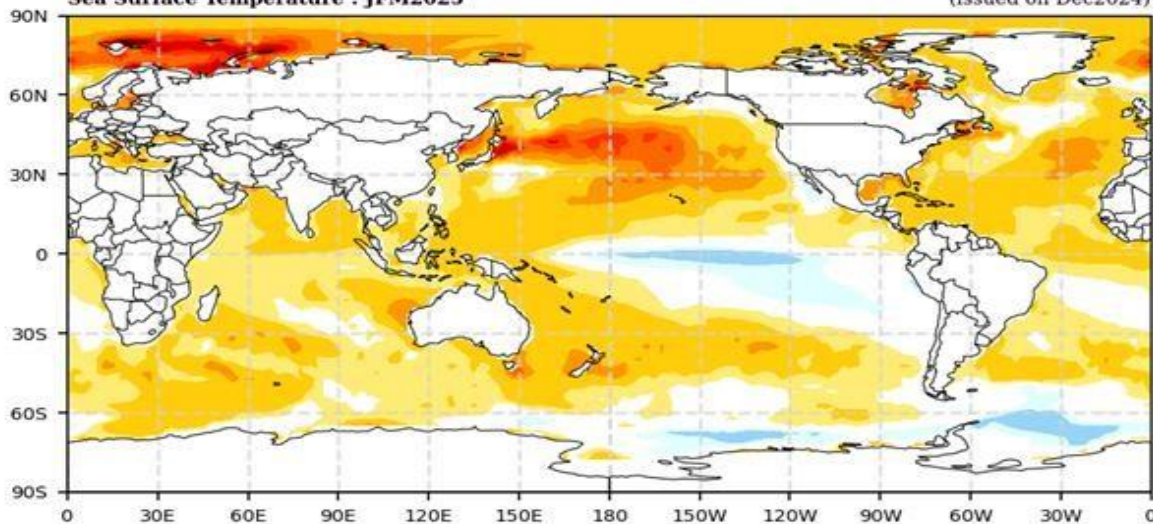 Sea Surface Temperature : JFM2025
(issued on Dec2024)
90N
60N
30N
0
30S
60S
90S
0 30E 60E 90E 120E 150E 180 150W 120W 90W 60W 30W 0